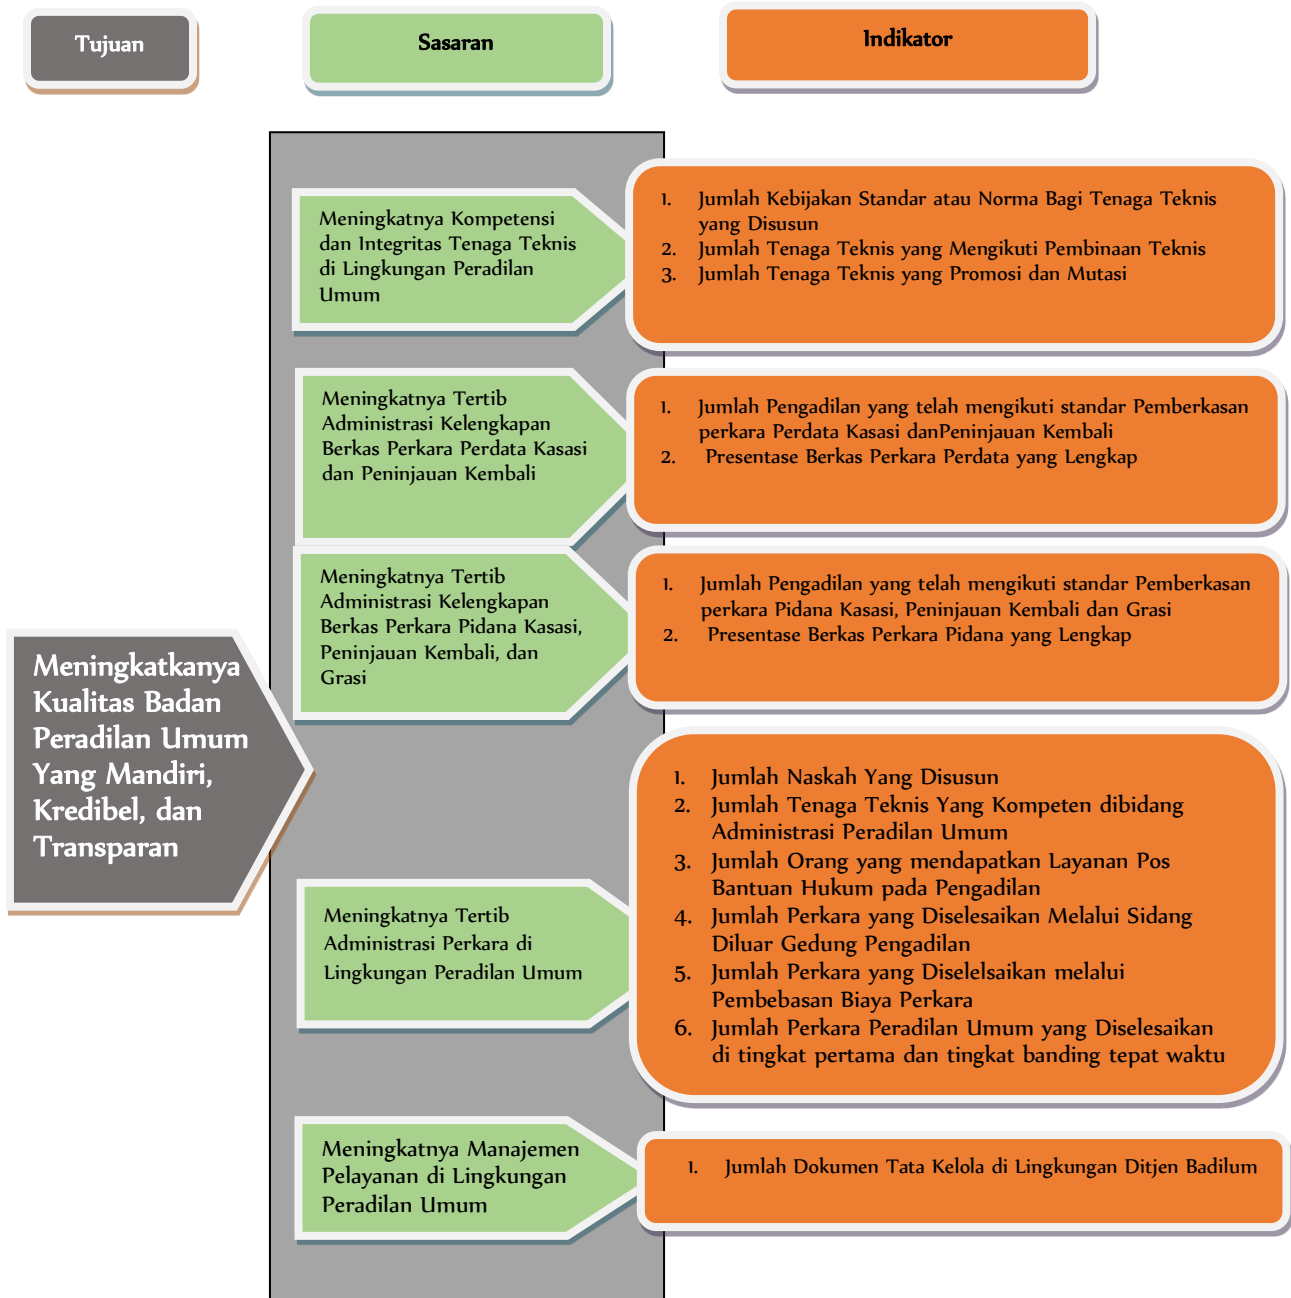 Tujuan
Sasaran
Indikator
Meningkatkanya
Kualitas Badan
Peradilan Umum
Yang Mandiri,
Kredibel, dan
Transparan
Meningkatnya Kompetensi
dan Integritas Tenaga Teknis
di Lingkungan Peradilan
Umum
1. Jumlah Kebijakan Standar atau Norma Bagi Tenaga Teknis
yang Disusun
2. Jumlah Tenaga Teknis yang Mengikuti Pembinaan Teknis
3. Jumlah Tenaga Teknis yang Promosi dan Mutasi
Meningkatnya Tertib
Administrasi Kelengkapan
Berkas Perkara Perdata Kasasi
dan Peninjauan Kembali
1. Jumlah Pengadilan yang telah mengikuti standar Pemberkasan
perkara Perdata Kasasi danPeninjauan Kembali
2. Presentase Berkas Perkara Perdata yang Lengkap
Meningkatnya Tertib
Administrasi Kelengkapan
Berkas Perkara Pidana Kasasi,
Peninjauan Kembali, dan
Grasi
1. Jumlah Pengadilan yang telah mengikuti standar Pemberkasan
perkara Pidana Kasasi, Peninjauan Kembali dan Grasi
2. Presentase Berkas Perkara Pidana yang Lengkap
Meningkatnya Tertib
Administrasi Perkara di
Lingkungan Peradilan Umum
1. Jumlah Naskah Yang Disusun
2. Jumlah Tenaga Teknis Yang Kompeten dibidang
Administrasi Peradilan Umum
3. Jumlah Orang yang mendapatkan Layanan Pos
Bantuan Hukum pada Pengadilan
4. Jumlah Perkara yang Diselesaikan Melalui Sidang
Diluar Gedung Pengadilan
5. Jumlah Perkara yang Diselelsaikan melalui
Pembebasan Biaya Perkara
6. Jumlah Perkara Peradilan Umum yang Diselesaikan
di tingkat pertama dan tingkat banding tepat waktu
Meningkatnya Manajemen
Pelayanan di Lingkungan
Peradilan Umum
1. Jumlah Dokumen Tata Kelola di Lingkungan Ditjen Badilum